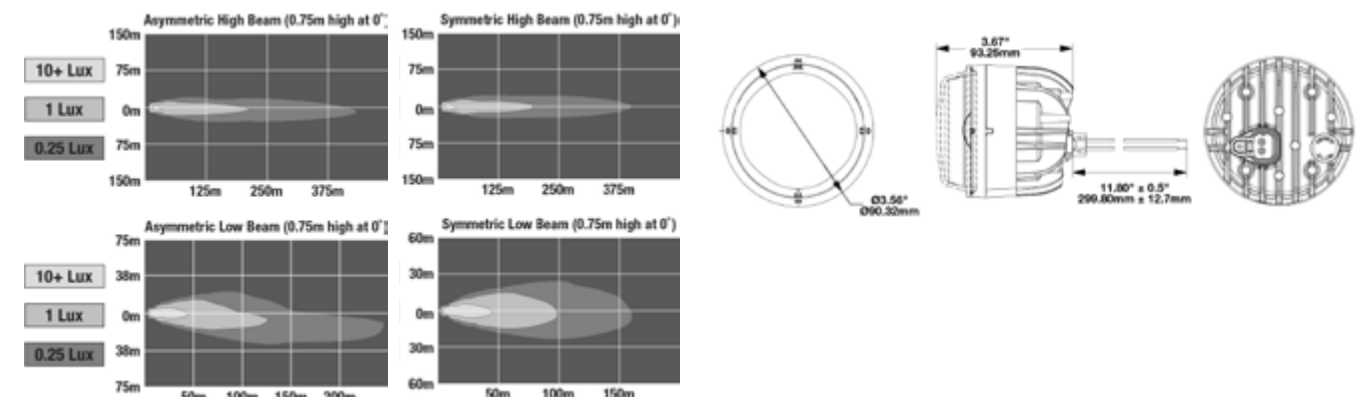 Asymmetric High Beam (0.75m high at 0°)
150m
75m
0m
75m
150m
125m 250m 375m
10+ Lux
1 Lux
0.25 Lux
Symmetric High Beam (0.75m high at 0°)
150m
75m
0m
75m
150m
125m 250m 375m
Asymmetric Low Beam (0.75m high at 0°)
75m
38m
0m
38m
75m
50m 100m 150m 200m
10+ Lux
1 Lux
0.25 Lux
Symmetric Low Beam (0.75m high at 0°)
60m
30m
0m
30m
60m
50m 100m 150m
Ø3.56"
Ø90.32mm
3.67"
93.25mm
11.80" ± 0.5"
299.80mm ± 12.7mm